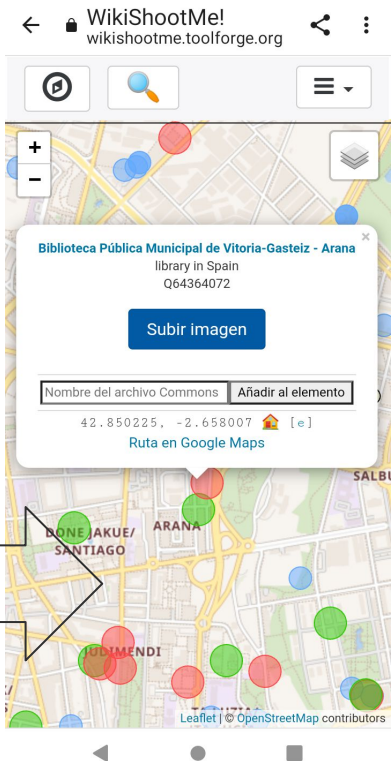 WikiShootMe!
wikishootme.toolforge.org
+
−
Biblioteca Pública Municipal de Vitoria-Gasteiz - Arana
×
library in Spain
Q64364072
Subir imagen
Nombre del archivo Commons Añadir al elemento
42.850225, -2.658007 [e]
Ruta en Google Maps
SALBU
DONE JAKUE/
SANTIAGO
ARANA
JUDIMENDI
Leaflet | © OpenStreetMap contributors